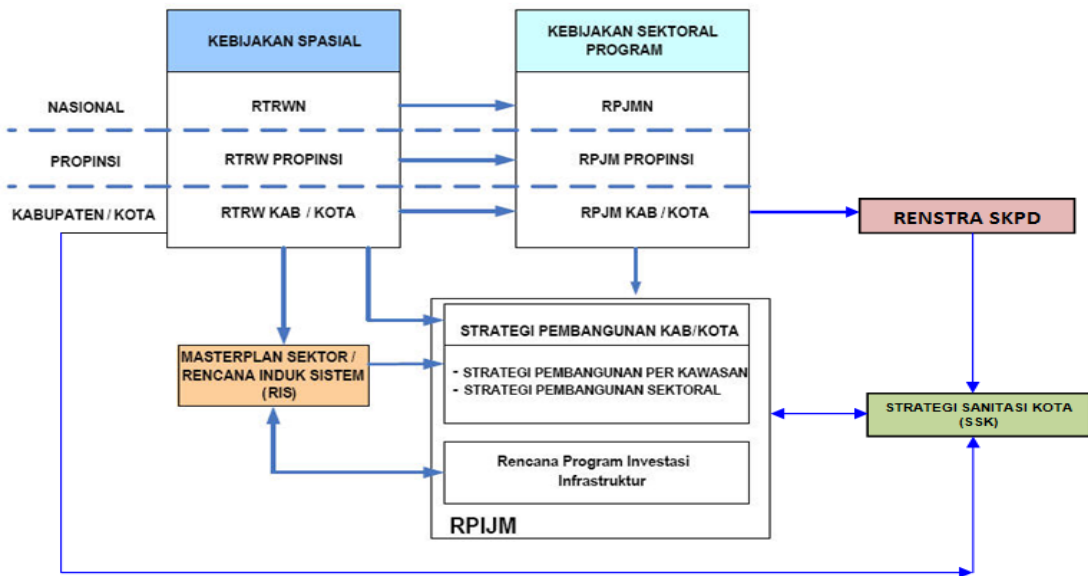 KEBIJAKAN SPASIAL
KEBIJAKAN SEKTORAL
PROGRAM
NASIONAL
RTRWN
RPJMN
PROPINSI
RTRW PROPINSI
RPJM PROPINSI
KABUPATEN / KOTA
RTRW KAB / KOTA
RPJM KAB / KOTA
RENSTRA SKPD
STRATEGI PEMBANGUNAN KAB/KOTA
MASTERPLAN SEKTOR /
RENCANA INDUK SISTEM
(RIS)
- STRATEGI PEMBANGUNAN PER KAWASAN
- STRATEGI PEMBANGUNAN SEKTORAL
STRATEGI SANITASI KOTA
(SSK)
Rencana Program Investasi
Infrastruktur
RPIJM